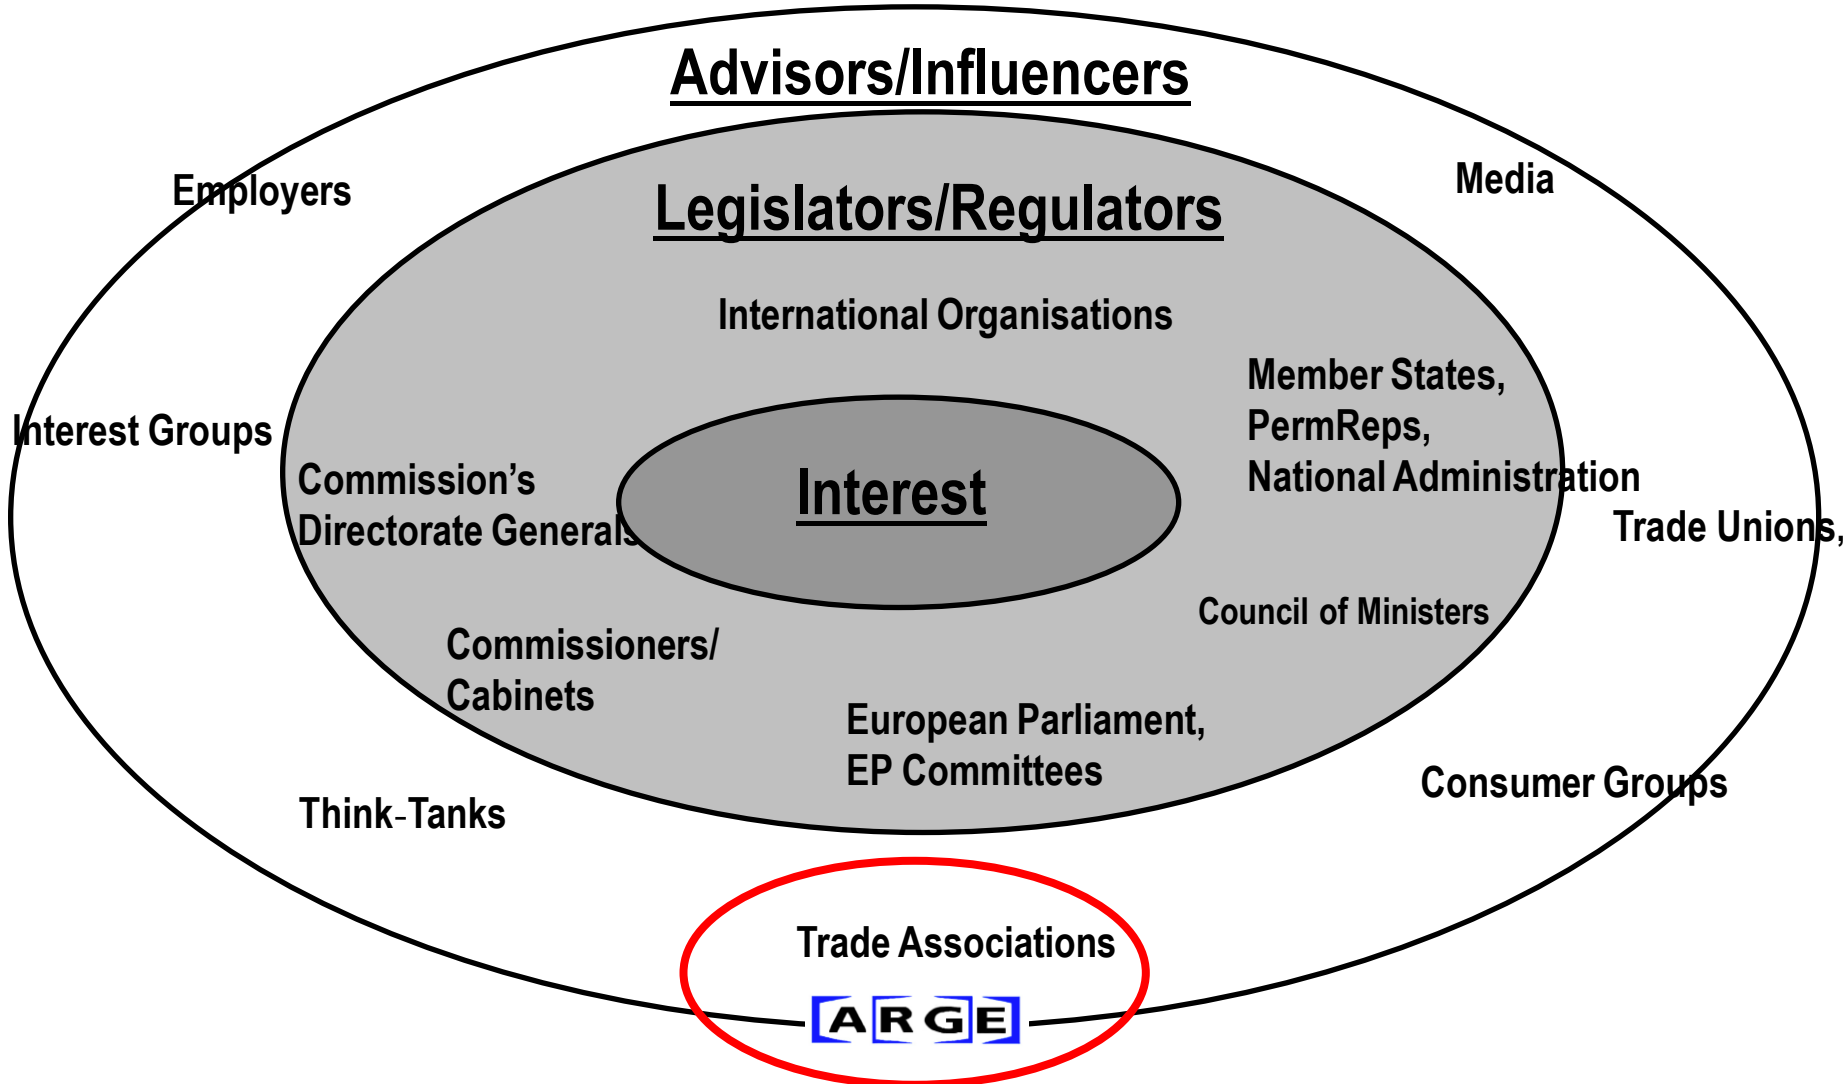 Advisors/Influencers
Employers
Media
Legislators/Regulators
International Organisations
Member States,
PermReps,
National Administration
Interest Groups
Commission’s
Directorate Generals
Interest
Trade Unions,
Council of Ministers
Commissioners/
Cabinets
European Parliament,
EP Committees
Consumer Groups
Think-Tanks
Trade Associations
ARGE